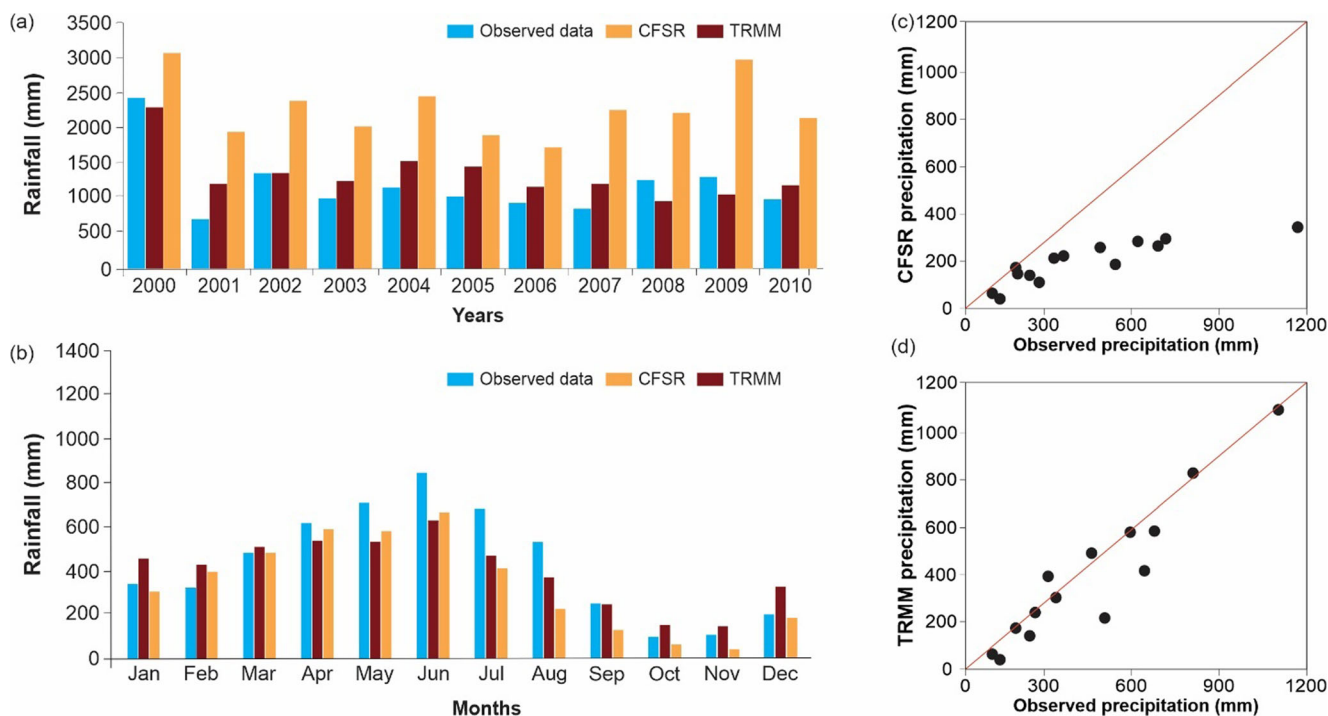 (a)
Rainfall (mm)
3500
3000
2500
2000
1500
1000
500
0
Observed data CFSR TRMM
2000 2001 2002 2003 2004 2005 2006 2007 2008 2009 2010
Years
(b)
Rainfall (mm)
1400
1200
1000
800
600
400
200
0
Observed data CFSR TRMM
Jan Feb Mar Apr May Jun Jul Aug Sep Oct Nov Dec
Months
(c)
CFSR precipitation (mm)
1200
1000
800
600
400
200
0
0 300 600 900 1200
Observed precipitation (mm)
(d)
TRMM precipitation (mm)
1200
1000
800
600
400
200
0
0 300 600 900 1200
Observed precipitation (mm)